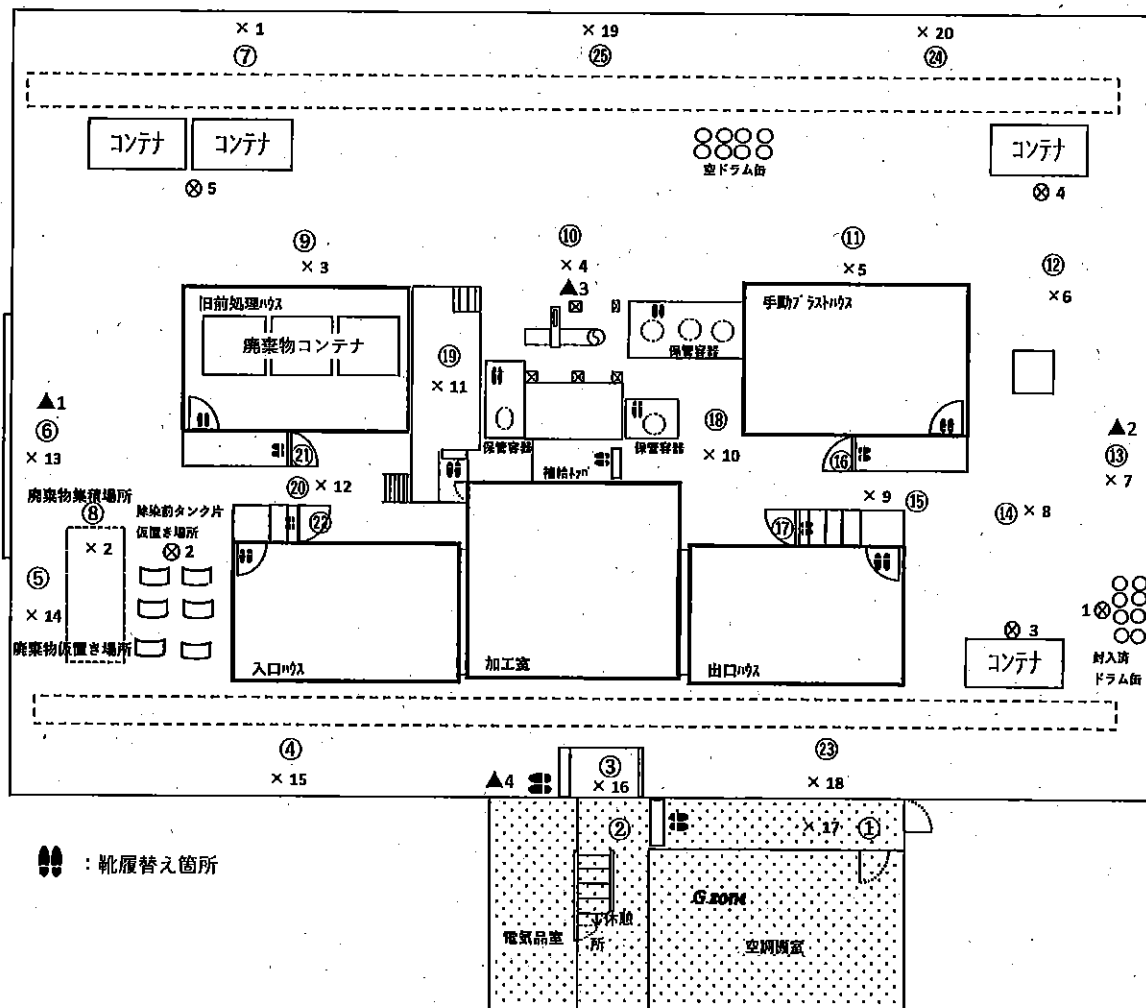 × 1
× 19
× 20
⑦
㉕
㉔
コンテナ
コンテナ
空ドラム缶
コンテナ
⊗ 5
⊗ 4
⑨
⑩
⑪
⑫
× 3
× 4
× 5
× 6
▲3
旧前処理ハウス
手動ブラストハウス
廃棄物コンテナ
保管容器
⑲
× 11
▲1
⑥
× 13
⑱
× 10
▲2
⑬
× 7
保管容器
保管容器
補給ﾄﾗﾊﾟ
㉑
⑯
⑳
× 12
× 9
⑮
⑭ × 8
廃棄物集積場所
⑧
× 2
除染前タンク片
仮置き場所
⊗ 2
㉒
⑰
⑤
× 14
1 ⊗
⊗ 3
コンテナ
封入済
ドラム缶
廃棄物仮置き場所
入口ハウス
加工室
出口ハウス
④
× 15
③
× 16
㉓
× 18
▲4
②
× 17
①
:靴履替え箇所
G zone
休憩
所
電気品室
空調機室